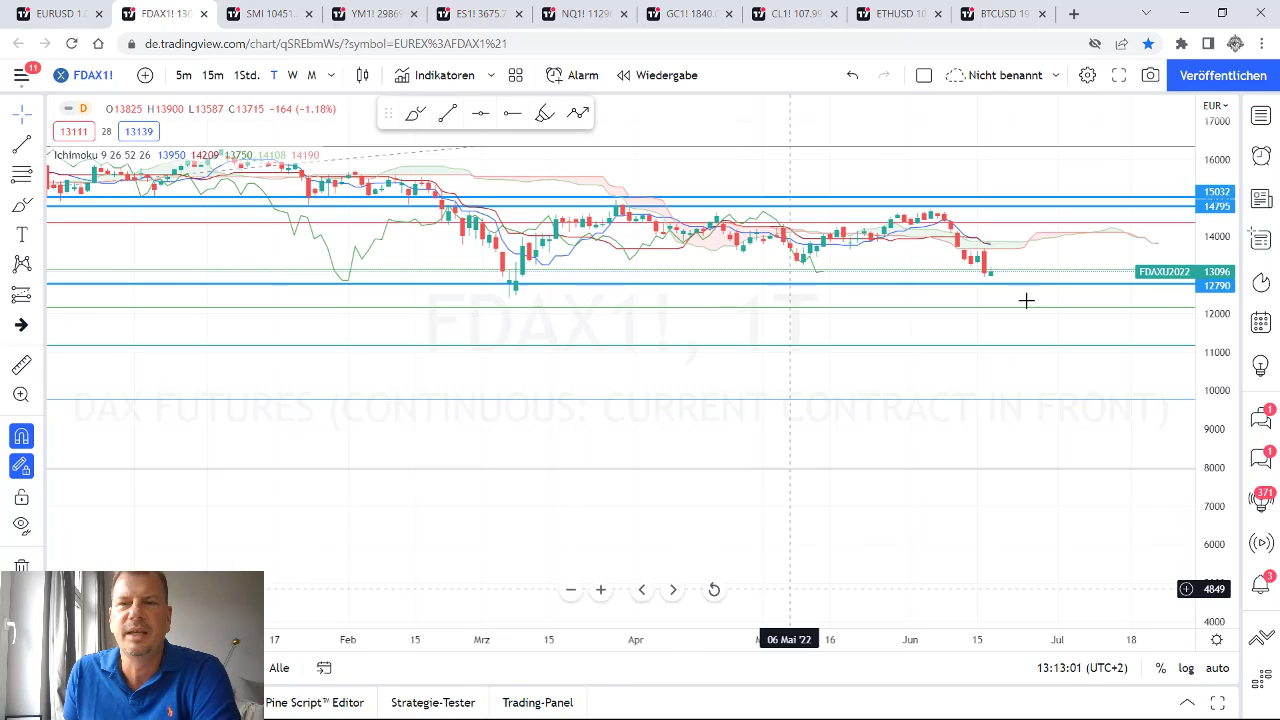 EURUSD 1.0
FDAX1! 130
SMI 10451.
YM1! 29869
ES1! 3675.7
NQ1! 1129
GC1! 1840.
CL1! 107.9
ETHUSD 10
BTCUSD 19
de.tradingview.com/chart/qSREbmWs/?symbol=EUREX%3AFDAX1%21
11
FDAX1!
5m
15m
1Std.
T
W
M
Indikatoren
Alarm
Wiedergabe
Nicht benannt
Veröffentlichen
D O13825 H13900 L13587 C13715 −164 (−1.18%)
13111 28 13139
Ichimoku 9 26 52 26 13950 14209 13750 14108 14190
EUR
17000
16000
15032
14795
14000
FDAXU2022 13096
12790
12000
11000
10000
9000
8000
7000
6000
4849
4000
FDAX1!, 1T
DAX FUTURES (CONTINUOUS: CURRENT CONTRACT IN FRONT)
1
1
371
3
17 Feb 15 Mrz 15 Apr 06 Mai '22 16 Jun 15 Jul 18
Alle
13:13:01 (UTC+2) % log auto
Pine Script™ Editor
Strategie-Tester
Trading-Panel